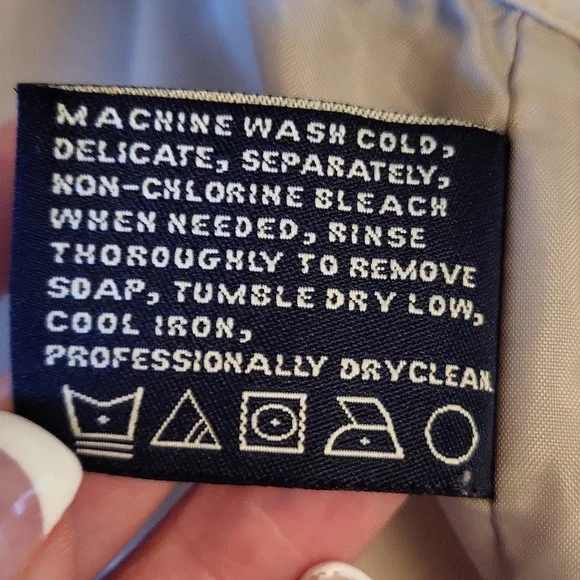 MACHINE WASH COLD,
DELICATE, SEPARATELY,
NON-CHLORINE BLEACH
WHEN NEEDED, RINSE
THOROUGHLY TO REMOVE
SOAP, TUMBLE DRY LOW,
COOL IRON,
PROFESSIONALLY DRYCLEAN